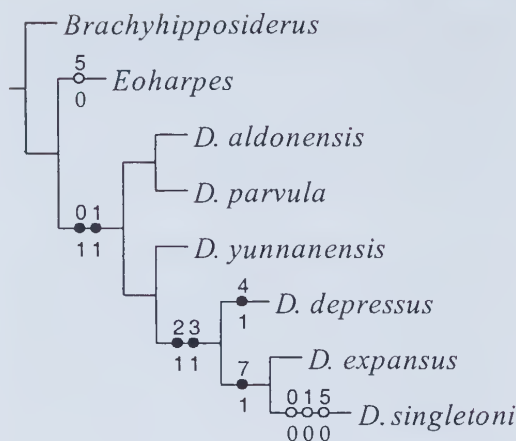 Brachyhipposiderus
5
0
Eoharpes
D. aldonensis
D. parvula
0 1
1 1
D. yunnanensis
4
1
D. depressus
2 3
1 1
D. expansus
7
1
0 1 5
0 0 0
D. singletoni